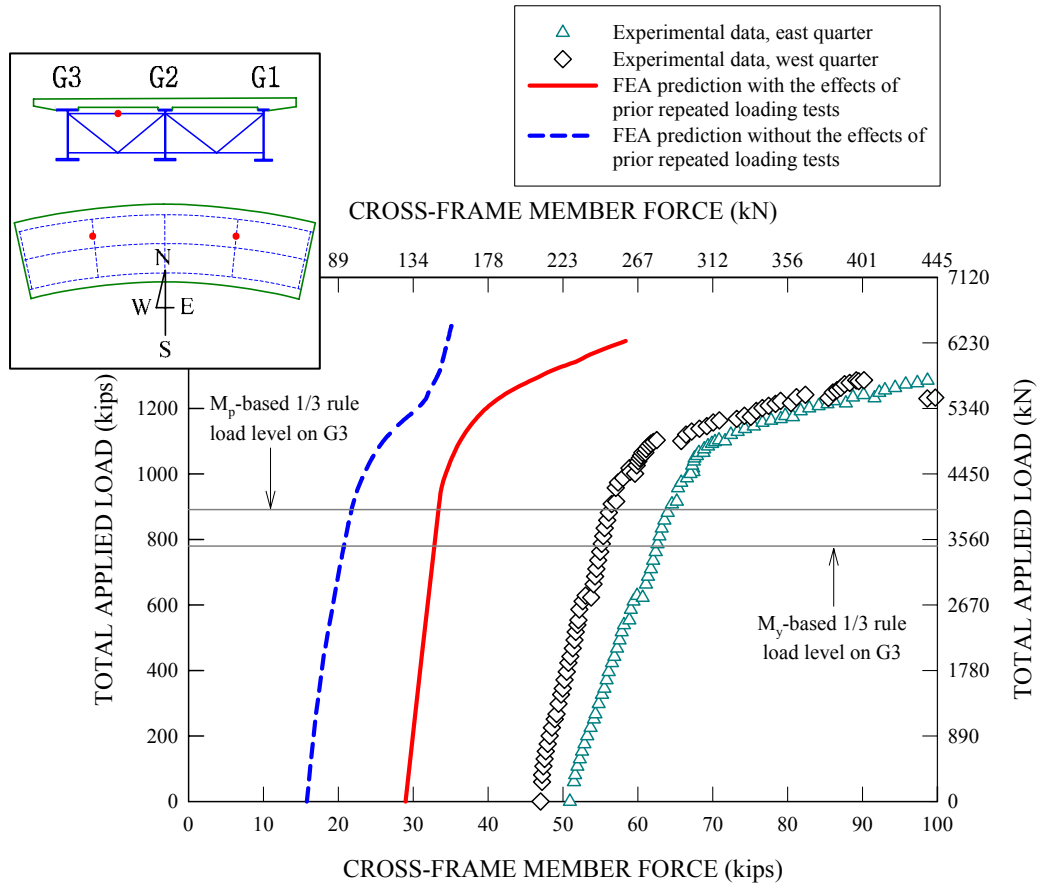 Experimental data, east quarter
Experimental data, west quarter
FEA prediction with the effects of
prior repeated loading tests
FEA prediction without the effects of
prior repeated loading tests
G3 G2 G1
N
W E
S
CROSS-FRAME MEMBER FORCE (kN)
89 134 178 223 267 312 356 401 445
TOTAL APPLIED LOAD (kips)
1200
1000
800
600
400
200
0
7120
6230
5340
4450
3560
2670
1780
890
0
TOTAL APPLIED LOAD (kN)
Mp-based 1/3 rule
load level on G3
My-based 1/3 rule
load level on G3
0 10 20 30 40 50 60 70 80 90 100
CROSS-FRAME MEMBER FORCE (kips)